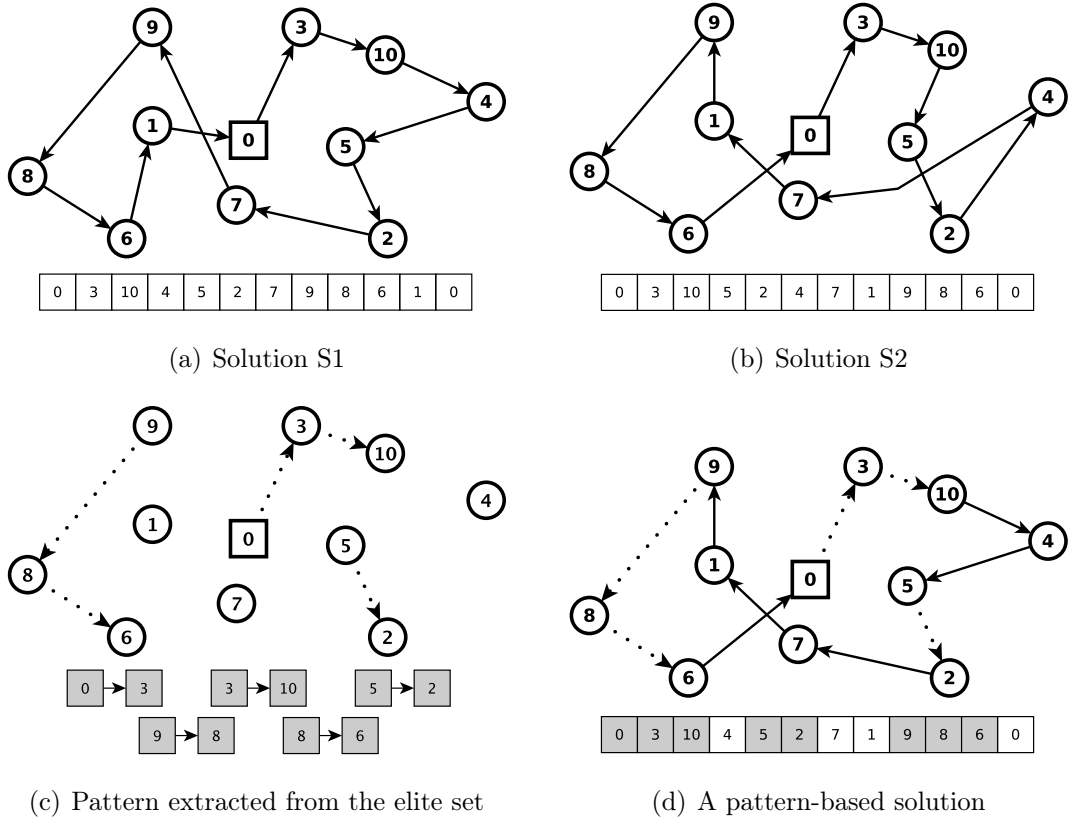 9 3 10 4 1 0 5 8 7 6 2
0 3 10 4 5 2 7 9 8 6 1 0
(a) Solution S1
9 3 10 4 1 0 5 8 7 6 2
0 3 10 5 2 4 7 1 9 8 6 0
(b) Solution S2
9 3 10 4 1 0 5 8 7 6 2
0 3 3 10 5 2
9 8 8 6
(c) Pattern extracted from the elite set
9 3 10 4 1 0 5 8 7 6 2
0 3 10 4 5 2 7 1 9 8 6 0
(d) A pattern-based solution